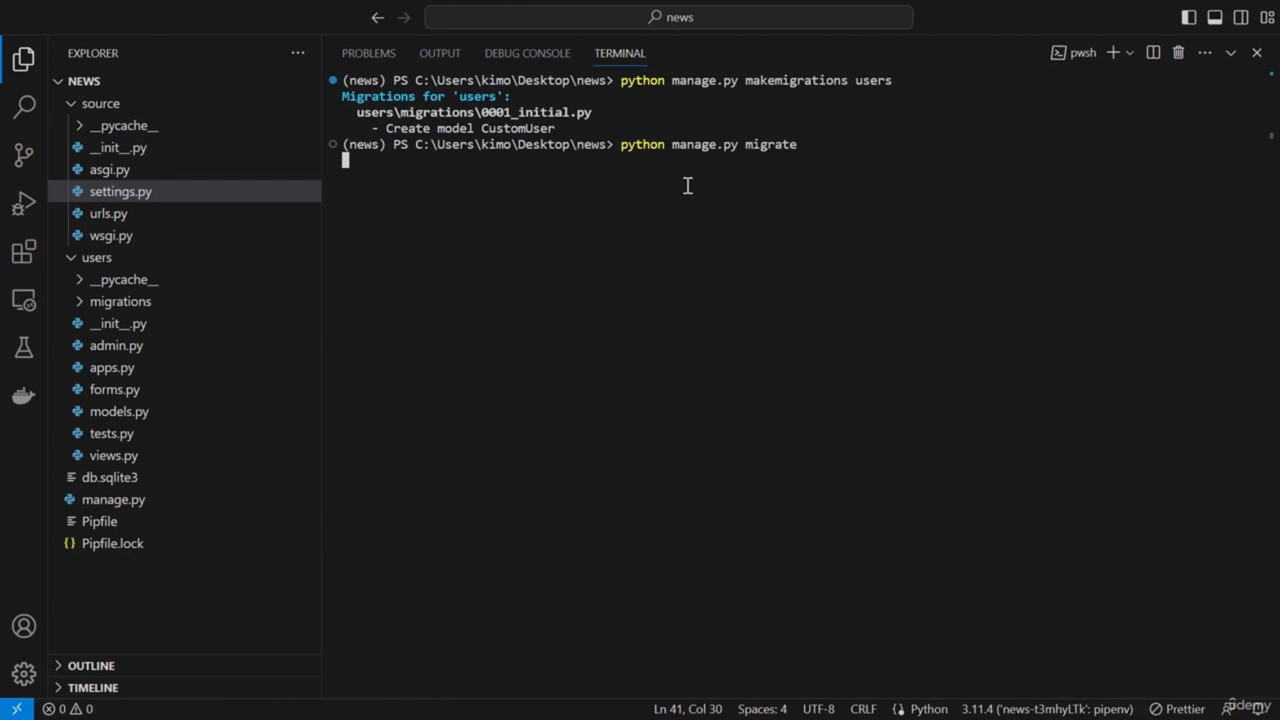 news
EXPLORER
NEWS
source
__pycache__
__init__.py
asgi.py
settings.py
urls.py
wsgi.py
users
__pycache__
migrations
__init__.py
admin.py
apps.py
forms.py
models.py
tests.py
views.py
db.sqlite3
manage.py
Pipfile
{} Pipfile.lock
OUTLINE
TIMELINE
PROBLEMS OUTPUT DEBUG CONSOLE TERMINAL pwsh
(news) PS C:\Users\kimo\Desktop\news> python manage.py makemigrations users
Migrations for 'users':
users\migrations\0001_initial.py
- Create model CustomUser
(news) PS C:\Users\kimo\Desktop\news> python manage.py migrate
0 0 Ln 41, Col 30 Spaces: 4 UTF-8 CRLF Python 3.11.4 ('news-t3mhyLTk': pipenv) Prettier
Udemy